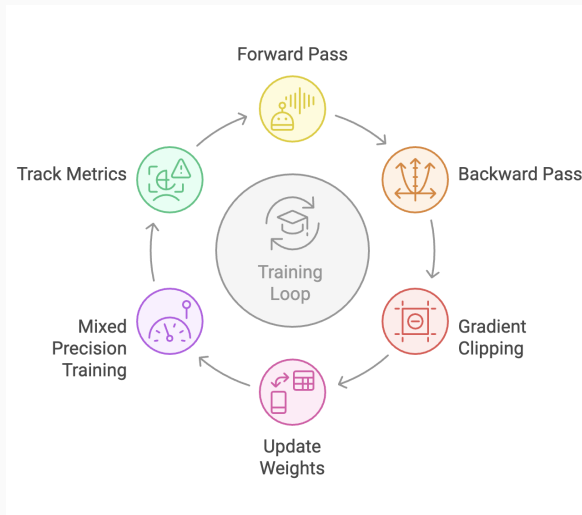 Forward Pass
Backward Pass
Gradient
Clipping
Update
Weights
Mixed
Precision
Training
Track Metrics
Training
Loop